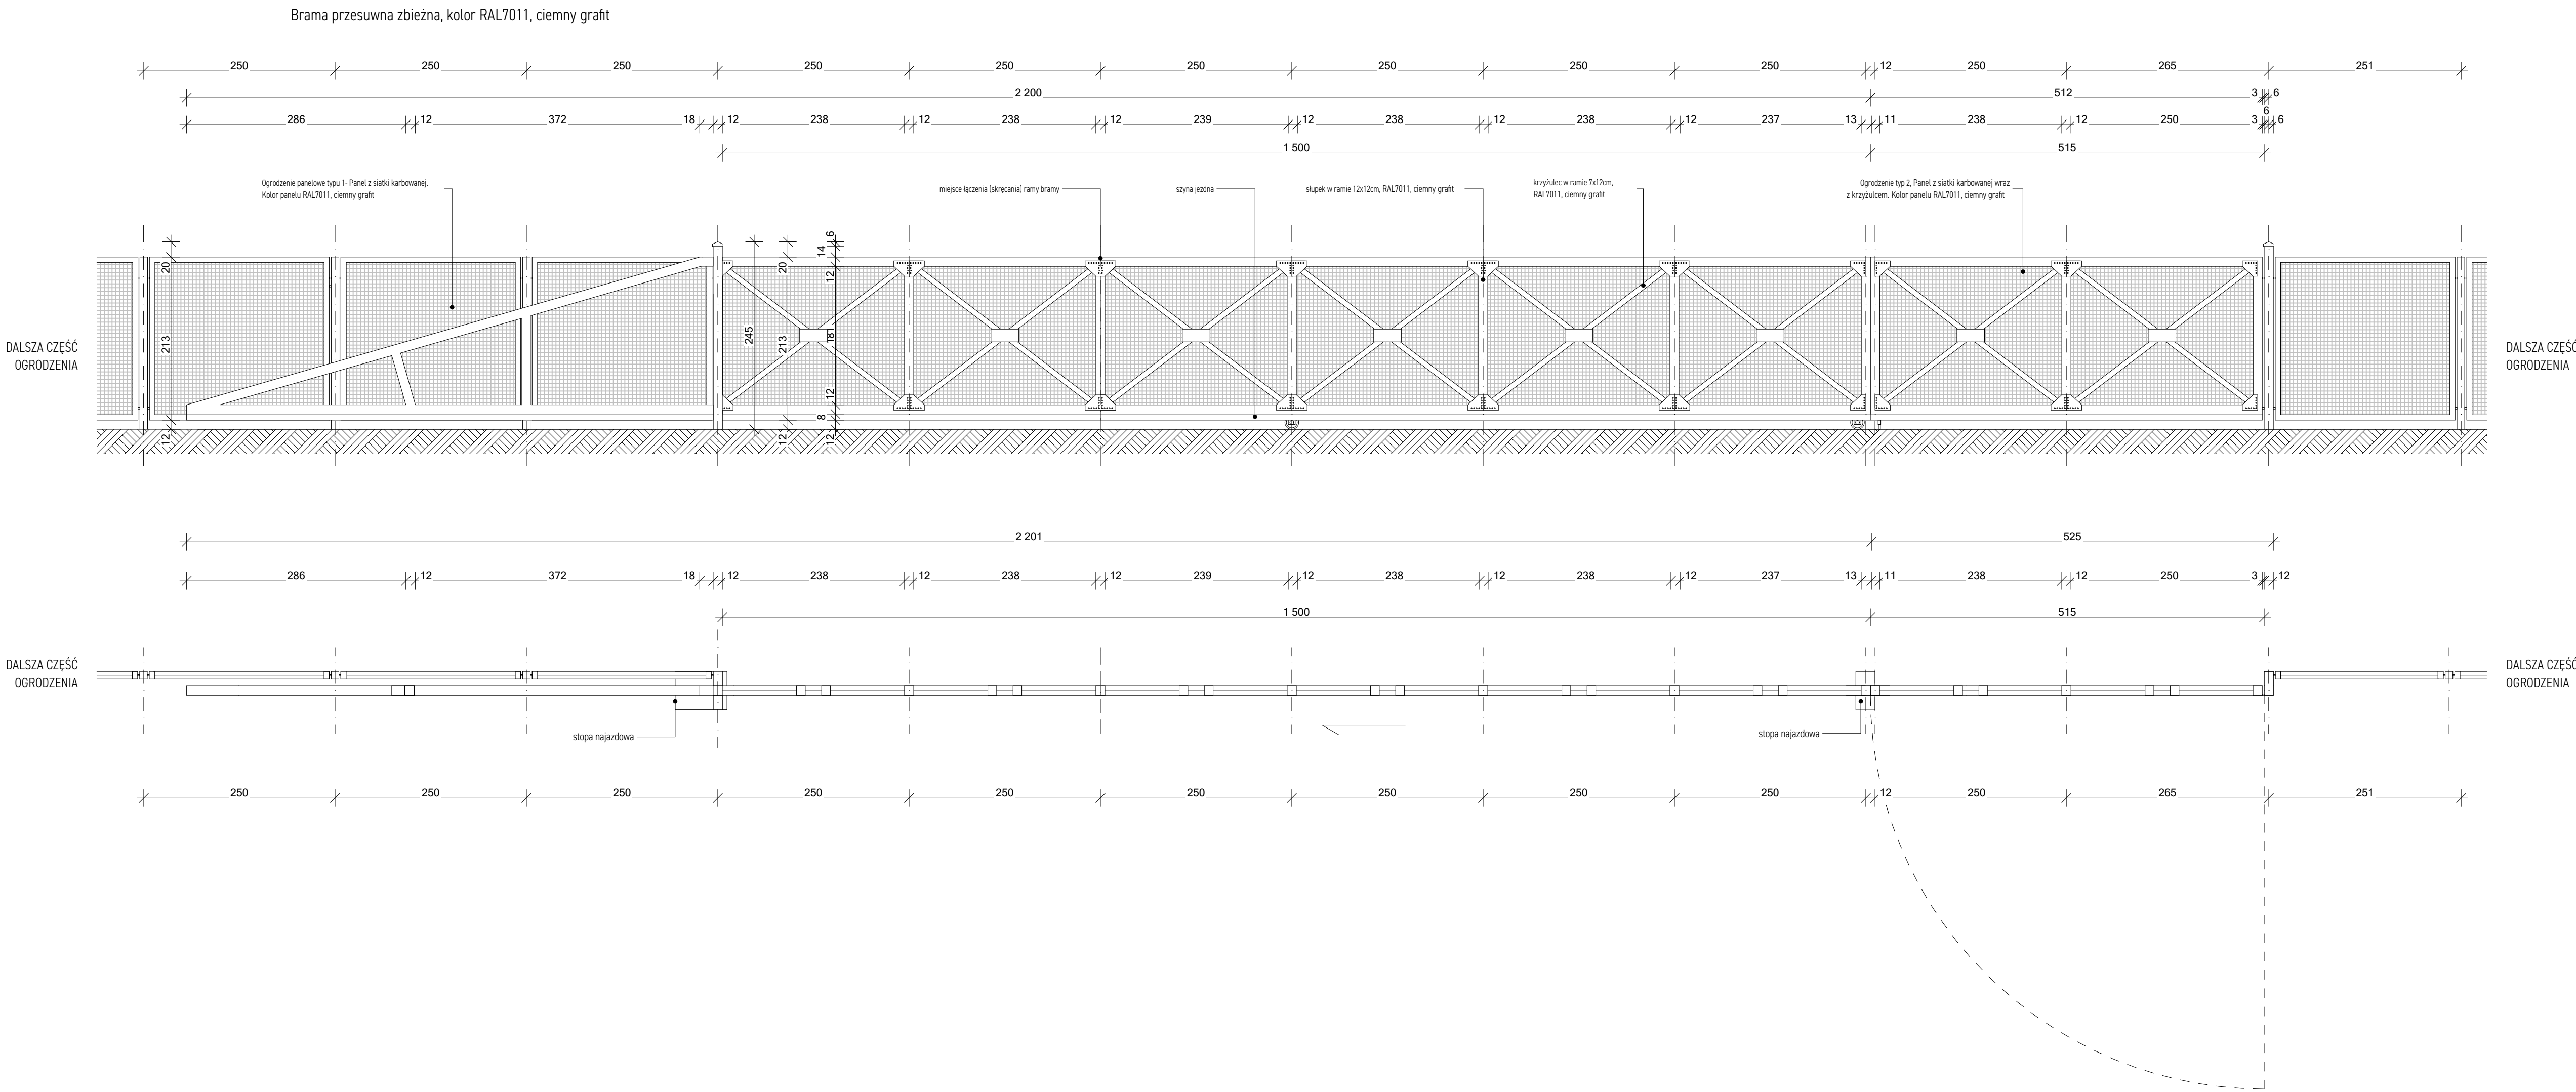 Brama przesuwna zbieżna, kolor RAL7011, ciemny grafit
250 250 250 250 250 250 250 250 250 12 250 265 251
2 200 512 3 6
286 12 372 18 12 238 12 238 12 239 12 238 12 238 12 237 13 11 238 12 250 3 6 6
1 500 515
Ogrodzenie panelowe typu 1- Panel z siatki karbowanej.
Kolor panelu RAL7011, ciemny grafit
miejsce łączenia (skręcania) ramy bramy
szyna jezdna
słupek w ramie 12x12cm, RAL7011, ciemny grafit
krzyżulec w ramie 7x12cm,
RAL7011, ciemny grafit
Ogrodzenie typ 2, Panel z siatki karbowanej wraz
z krzyżulcem. Kolor panelu RAL7011, ciemny grafit
20 213 12
245
20 213 12
6 14 12 181 12 8 12
DALSZA CZĘŚĆ
OGRODZENIA
DALSZA CZĘŚĆ
OGRODZENIA
2 201 525
286 12 372 18 12 238 12 238 12 239 12 238 12 238 12 237 13 11 238 12 250 3 12
1 500 515
DALSZA CZĘŚĆ
OGRODZENIA
DALSZA CZĘŚĆ
OGRODZENIA
stopa najazdowa
stopa najazdowa
250 250 250 250 250 250 250 250 250 12 250 265 251